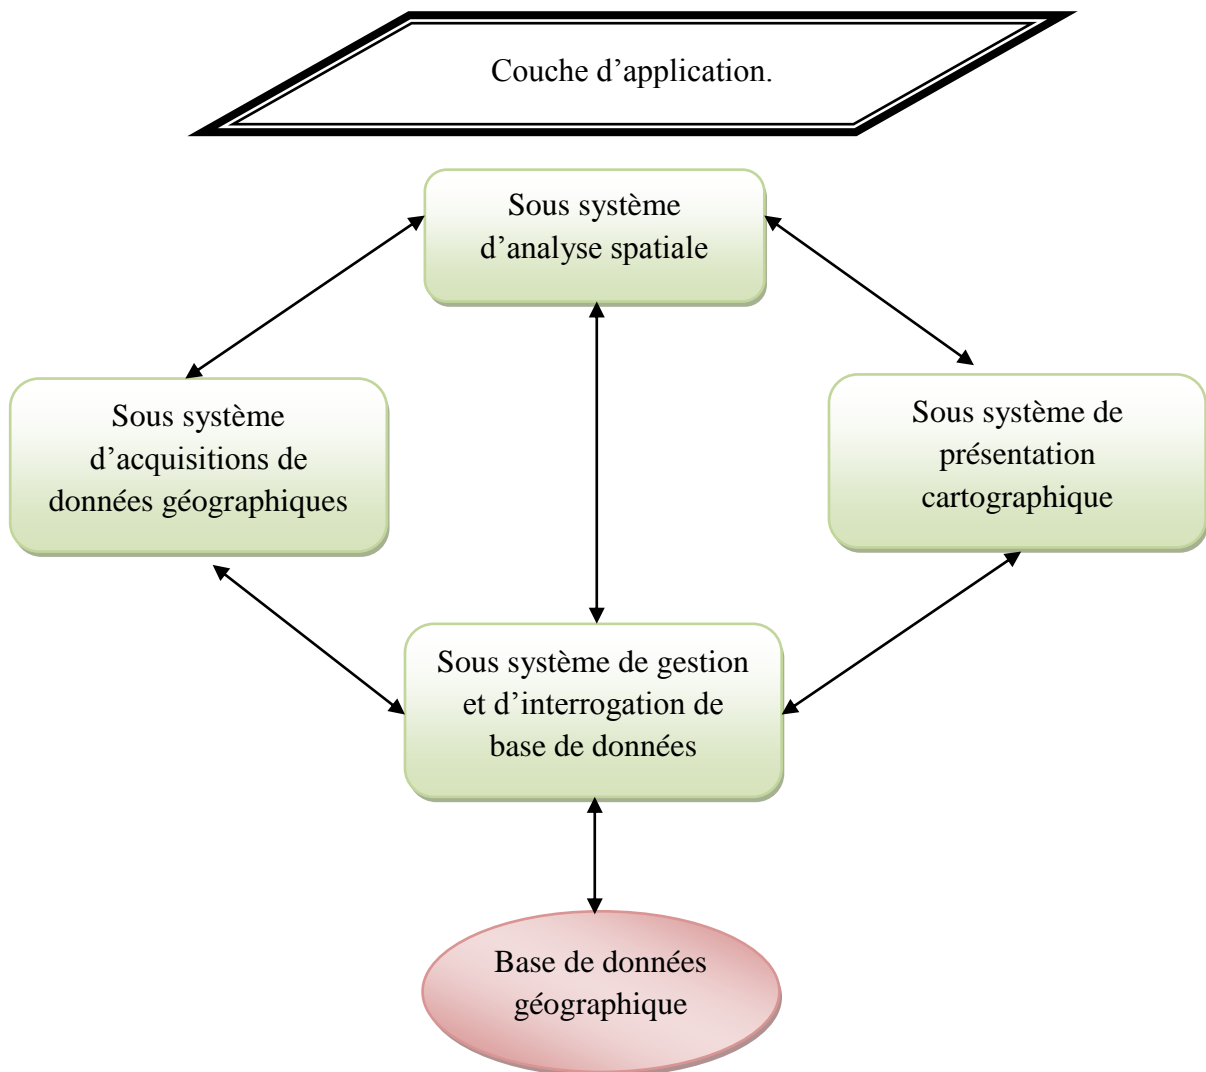 Couche d’application.
Sous système
d’analyse spatiale
Sous système
d’acquisitions de
données géographiques
Sous système de
présentation
cartographique
Sous système de gestion
et d’interrogation de
base de données
Base de données
géographique